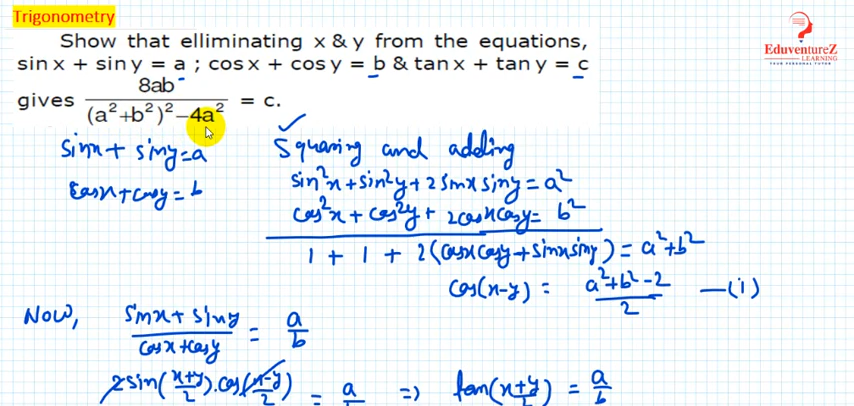 Trigonometry
Show that elliminating x & y from the equations,
sin x + sin y = a ; cos x + cos y = b & tan x + tan y = c
gives 8ab / (a²+b²)²−4a² = c.
EduventureZ
LEARNING
YOUR PERSONAL TUTOR
sinx + siny = a
cosx + cosy = b
Squaring and adding
sin²x + sin²y + 2 sinx siny = a²
cos²x + cos²y + 2cosx cosy = b²
1 + 1 + 2 (cosx cosy + sinx siny) = a²+b²
cos(x-y) = a²+b²-2 / 2 —(i)
Now, sinx + siny / cosx + cosy = a / b
2sin(x+y/2).cos(x-y/2) = a => tan(x+y/2) = a/b